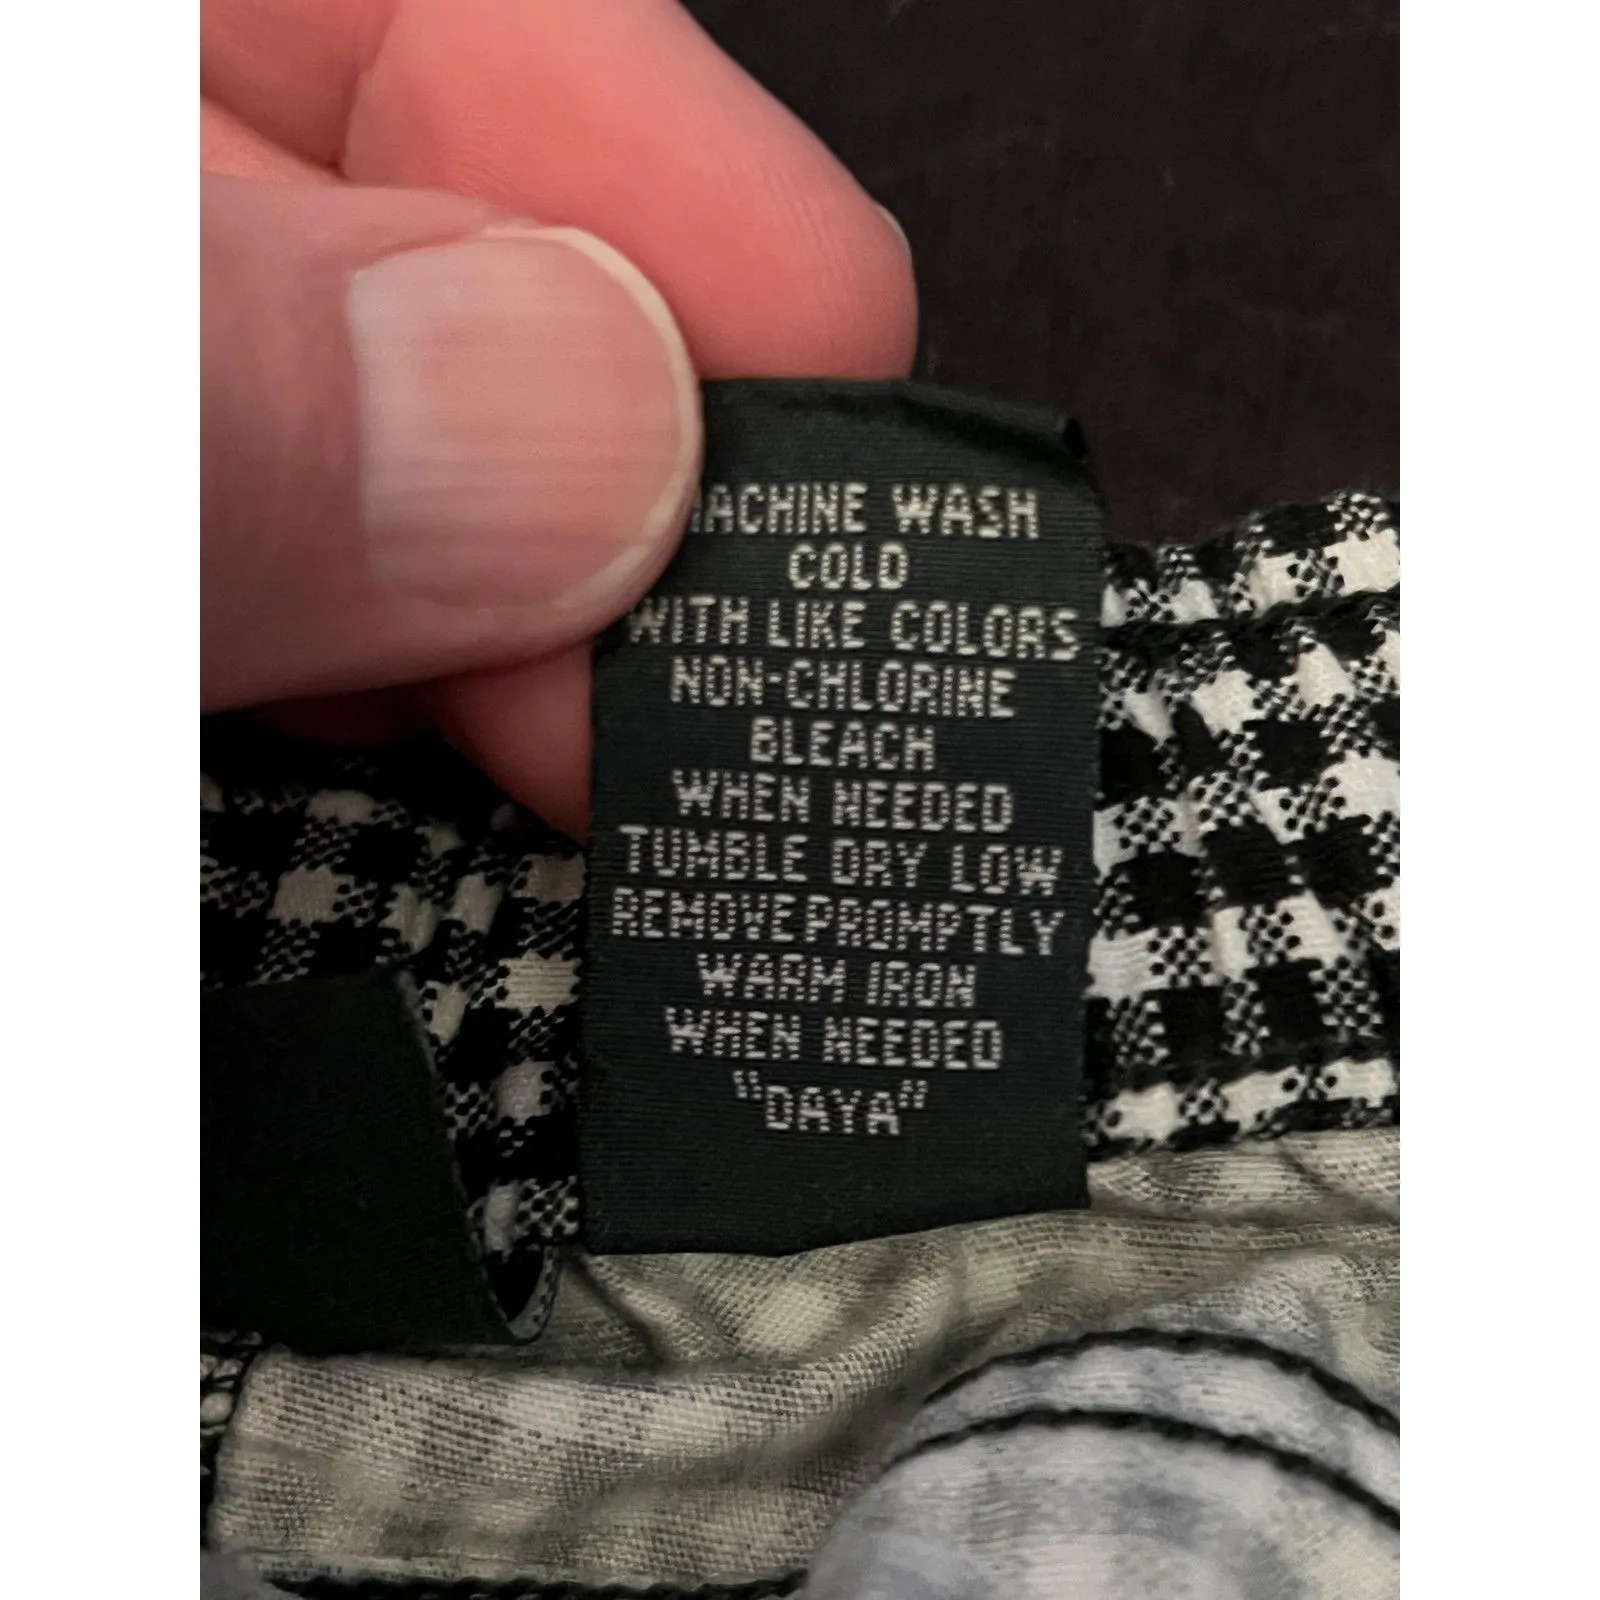 MACHINE WASH
COLD
WITH LIKE COLORS
NON-CHLORINE
BLEACH
WHEN NEEDED
TUMBLE DRY LOW
REMOVE PROMPTLY
WARM IRON
WHEN NEEDED
"DAYA"